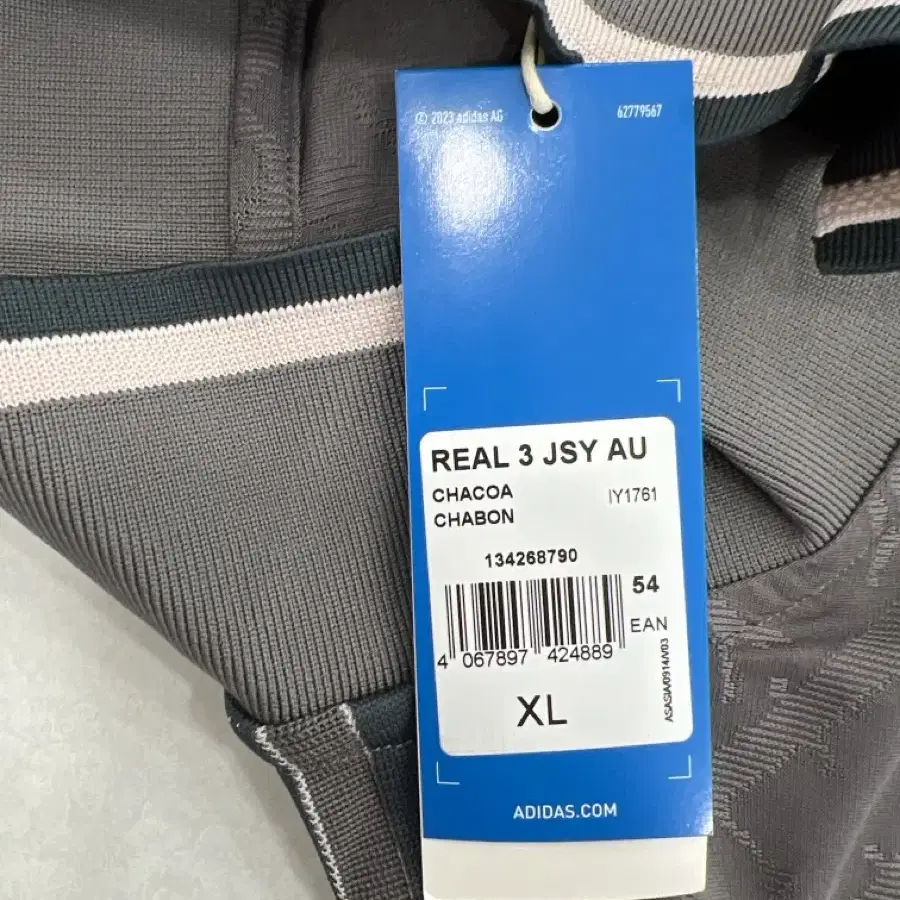 © 2023 adidas AG 62779567
REAL 3 JSY AU
CHACOA IY1761
CHABON
134268790
54
EAN
4 067897 424889
ASASIA/0914/V03
XL
ADIDAS.COM